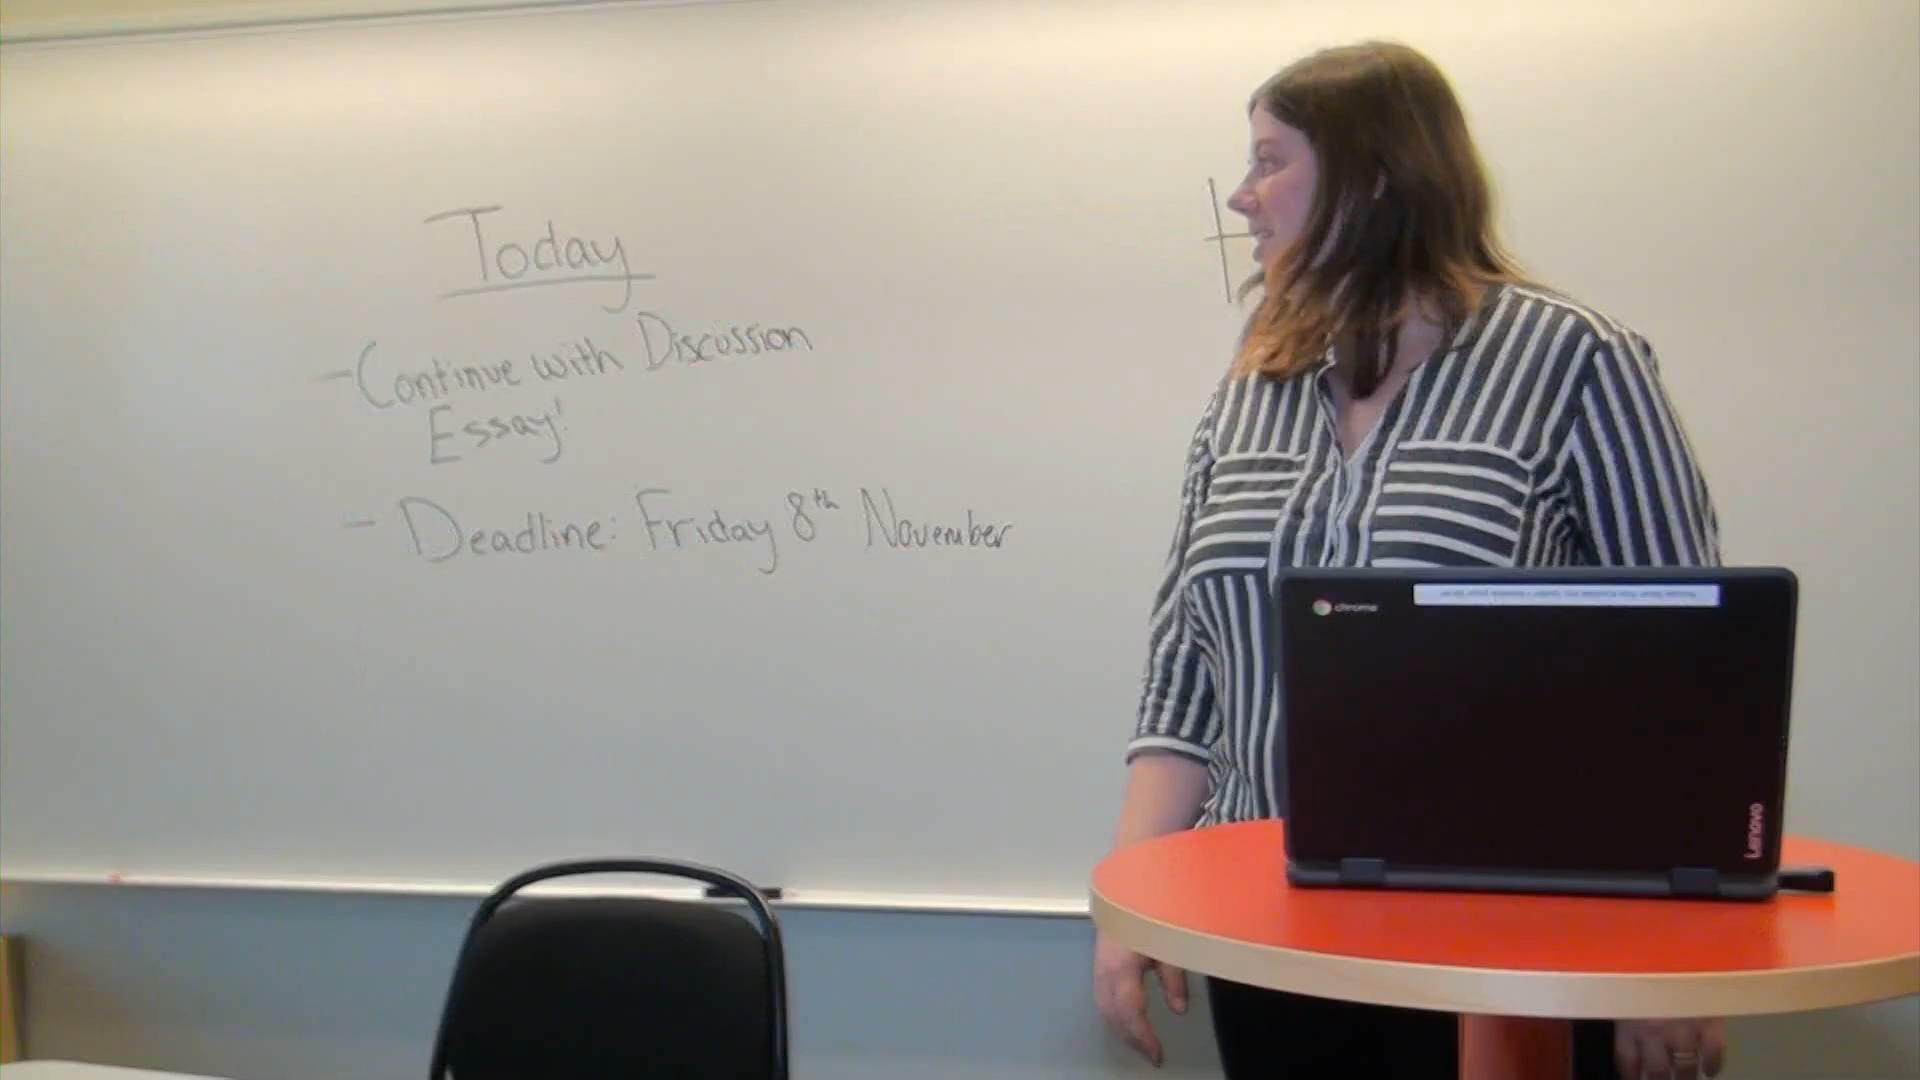 Today
- Continue with Discussion
Essay!
- Deadline: Friday 8th November
H
chrome
Lenovo